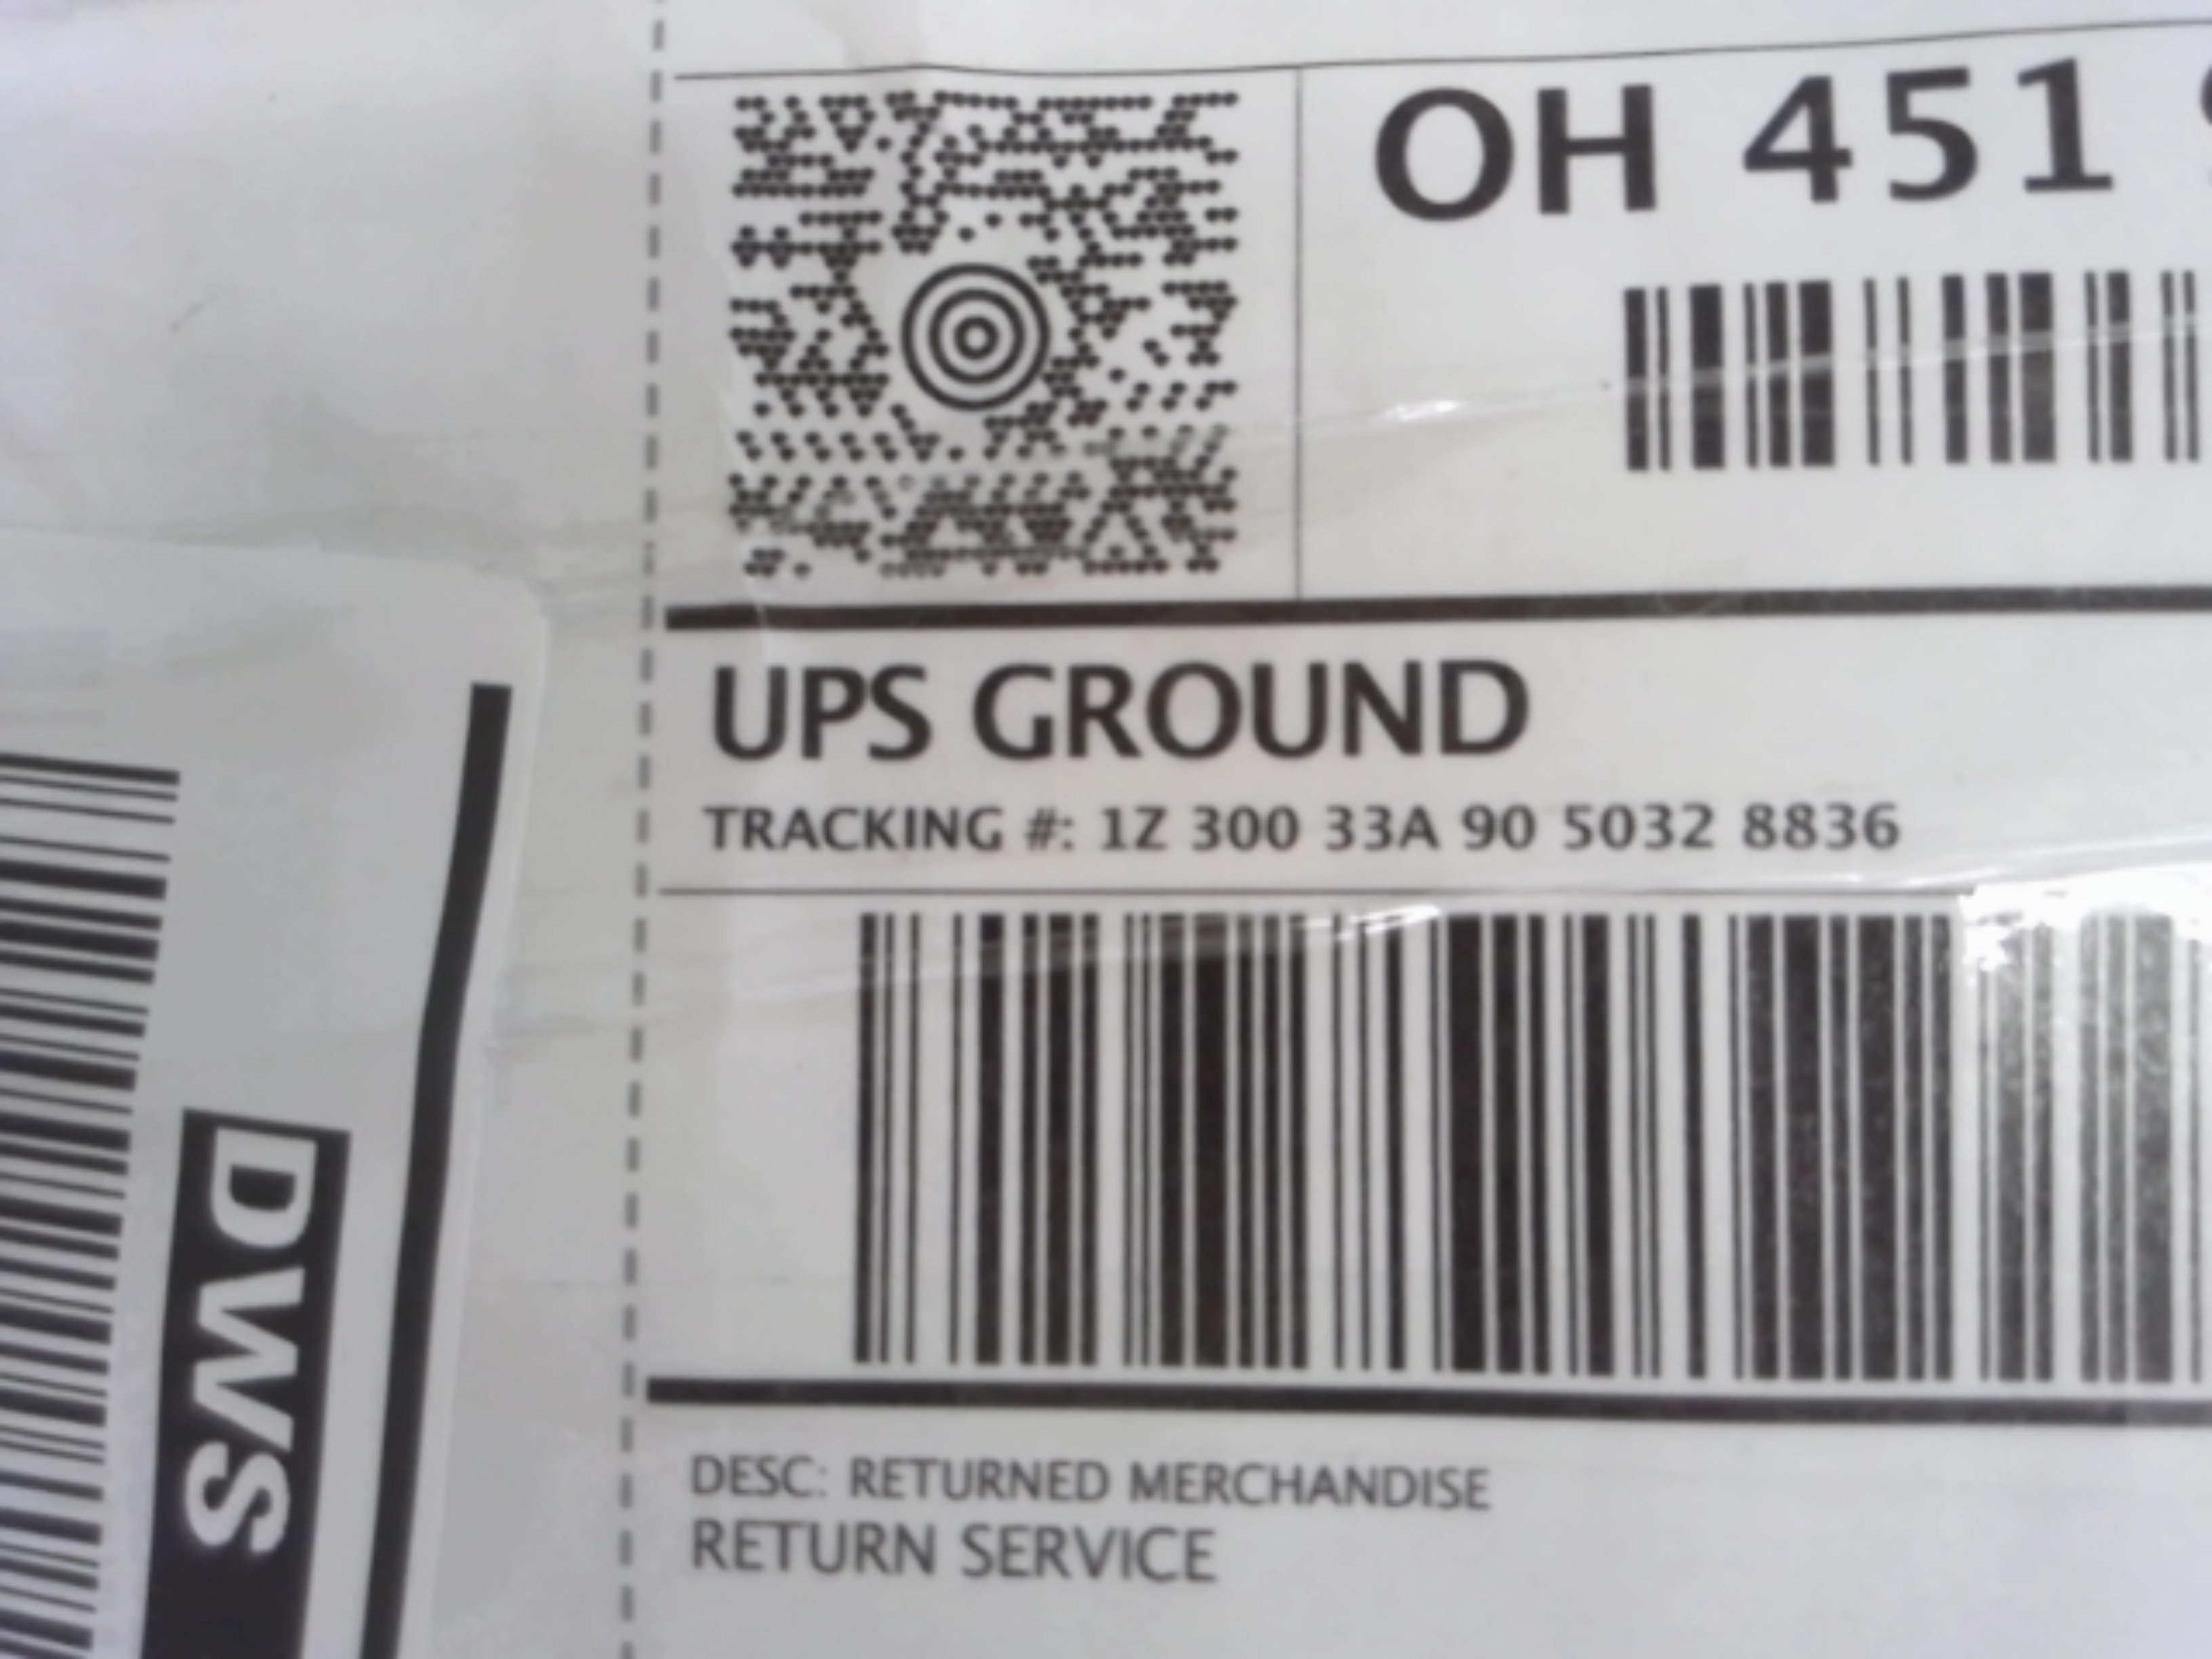 OH 451
UPS GROUND
TRACKING #: 1Z 300 33A 90 5032 8836
DESC: RETURNED MERCHANDISE
RETURN SERVICE
DWS